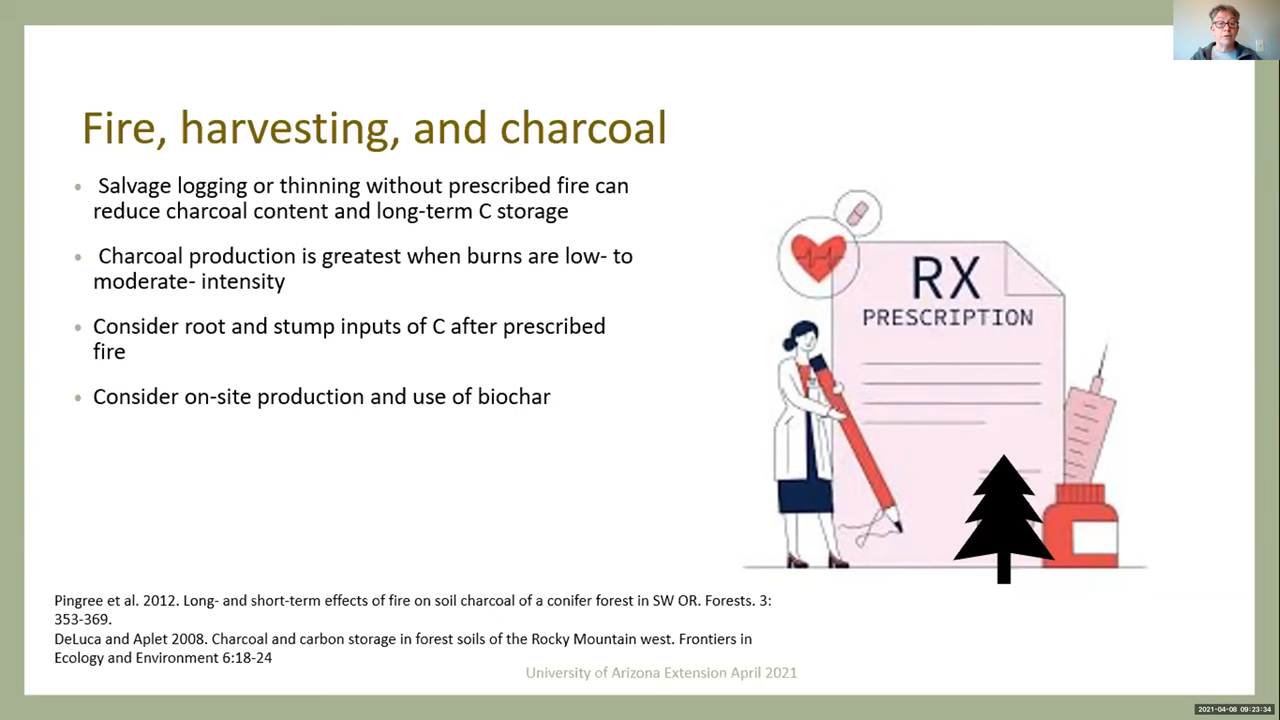 Fire, harvesting, and charcoal
• Salvage logging or thinning without prescribed fire can
reduce charcoal content and long-term C storage
• Charcoal production is greatest when burns are low- to
moderate- intensity
• Consider root and stump inputs of C after prescribed
fire
• Consider on-site production and use of biochar
RX
PRESCRIPTION
Pingree et al. 2012. Long- and short-term effects of fire on soil charcoal of a conifer forest in SW OR. Forests. 3:
353-369.
DeLuca and Aplet 2008. Charcoal and carbon storage in forest soils of the Rocky Mountain west. Frontiers in
Ecology and Environment 6:18-24
University of Arizona Extension April 2021
2021-04-08 09:23:34